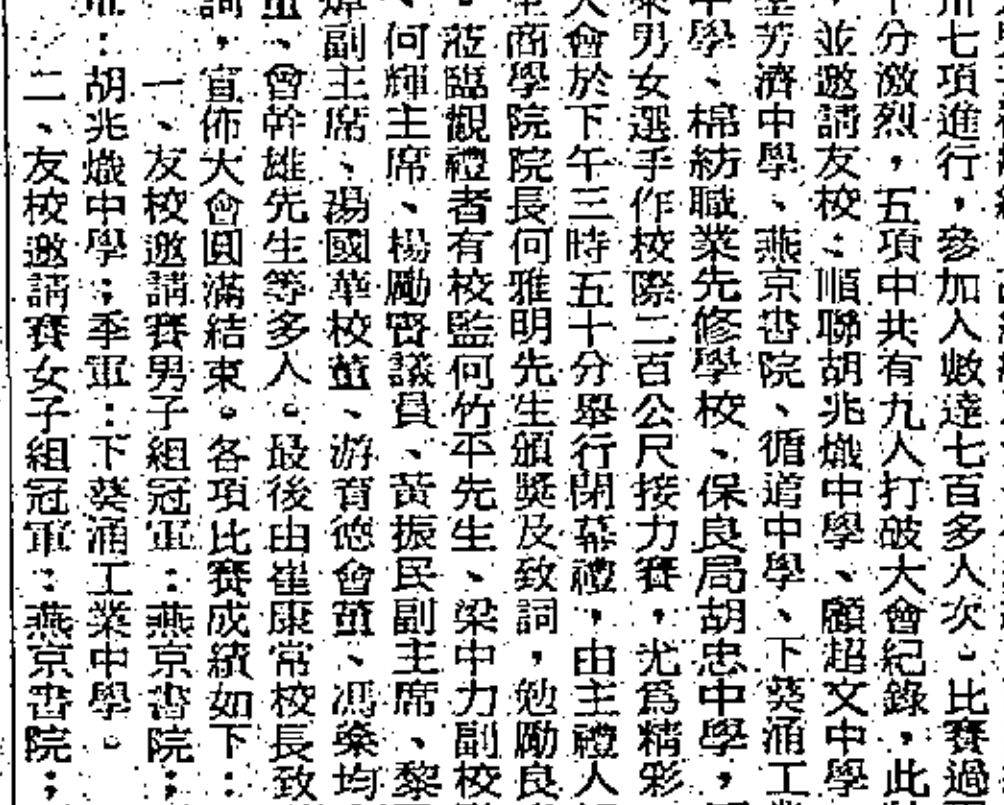 州七項進行，參加人數達七百多人次。比賽過
十分激烈，五項中共有九人打破大會紀錄，此
，並邀請友校：順聯胡兆熾中學、顧超文中學
芳濟中學、燕京書院、循道中學、下葵涌工
中學、棉紡職業先修學校、保良局胡忠中學，
男女選手作校際二百公尺接力賽，尤爲精彩
大會於下午三時五十分舉行閉幕禮，由主禮人
商學院院長何雅明先生頒獎及致詞，勉勵良
。蒞臨觀禮者有校監何竹平先生、梁中力副校
、何輝主席、楊勵賢議員、黃振民副主席、黎
副主席、湯國華校董、游育德會董、馮燊均
董、曾幹雄先生等多人。最後由崔康常校長致
詞，宣佈大會圓滿結束。各項比賽成績如下：
一、友校邀請賽男子組冠軍：燕京書院；
：胡兆熾中學；季軍：下葵涌工業中學。
二、友校邀請賽女子組冠軍：燕京書院；